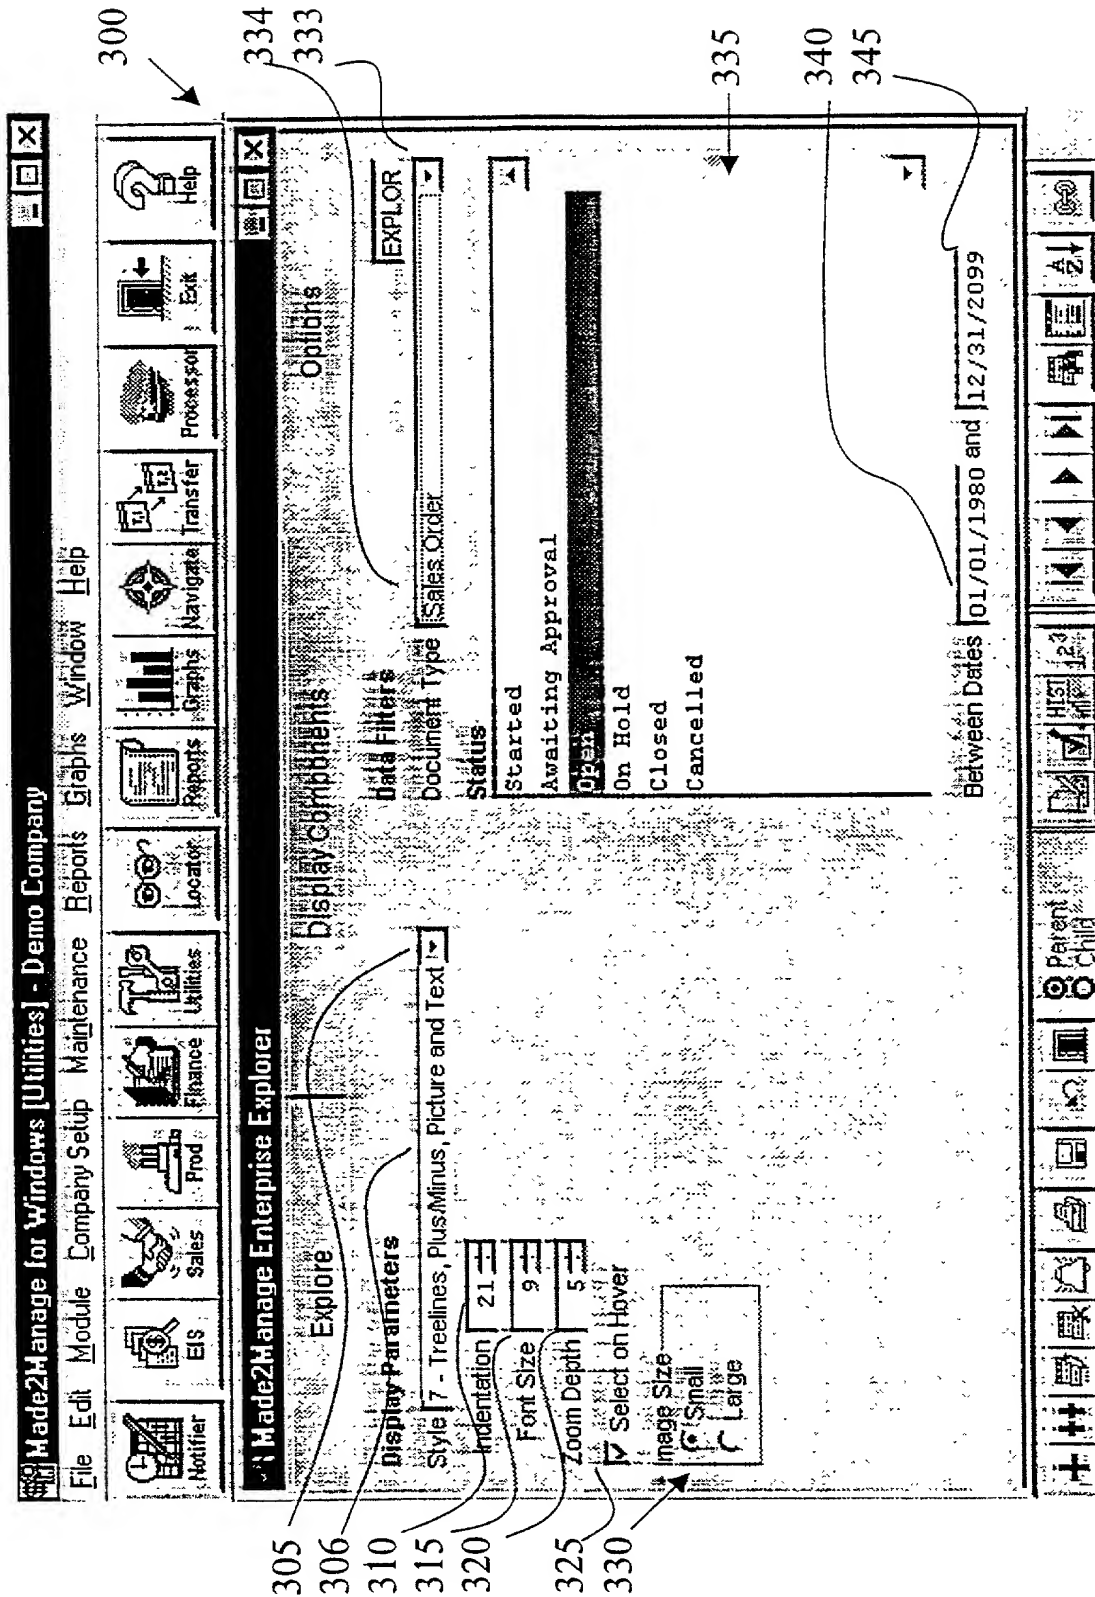 Made2Manage for Windows [Utilities] - Demo Company
File Edit Module Company Setup Maintenance Reports Graphs Window Help
Notifier EIS Sales Prod Finance Utilities Locator Reports Graphs Navigate Transfer Processor Exit Help
300
Made2Manage Enterprise Explorer
Explore Display Components Options
305
306
310
315
320
325
330
Display Parameters
Style 7 - Treelines, Plus/Minus, Picture and Text
Indentation 21
Font Size 9
Zoom Depth 5
Select on Hover
Image Size
Small
Large
334
333
EXPLOR
Data Filters
Document Type Sales Order
Status
Started
Awaiting Approval
Open
On Hold
Closed
Cancelled
335
340
345
Between Dates 01/01/1980 and 12/31/2099
Parent
Child
HIST
123
A
Z